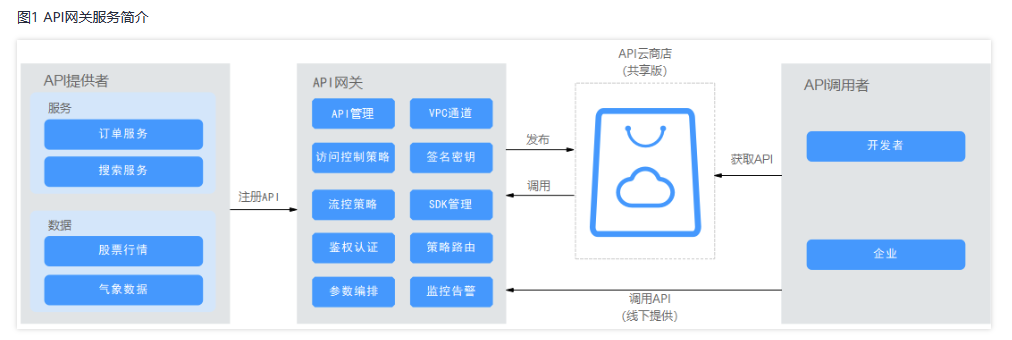 图1 API网关服务简介
API提供者
服务
订单服务
搜索服务
数据
股票行情
气象数据
注册API
API网关
API管理
VPC通道
访问控制策略
签名密钥
流控策略
SDK管理
鉴权认证
策略路由
参数编排
监控告警
发布
调用
API云商店
（共享版）
获取API
调用API
（线下提供）
API调用者
开发者
企业